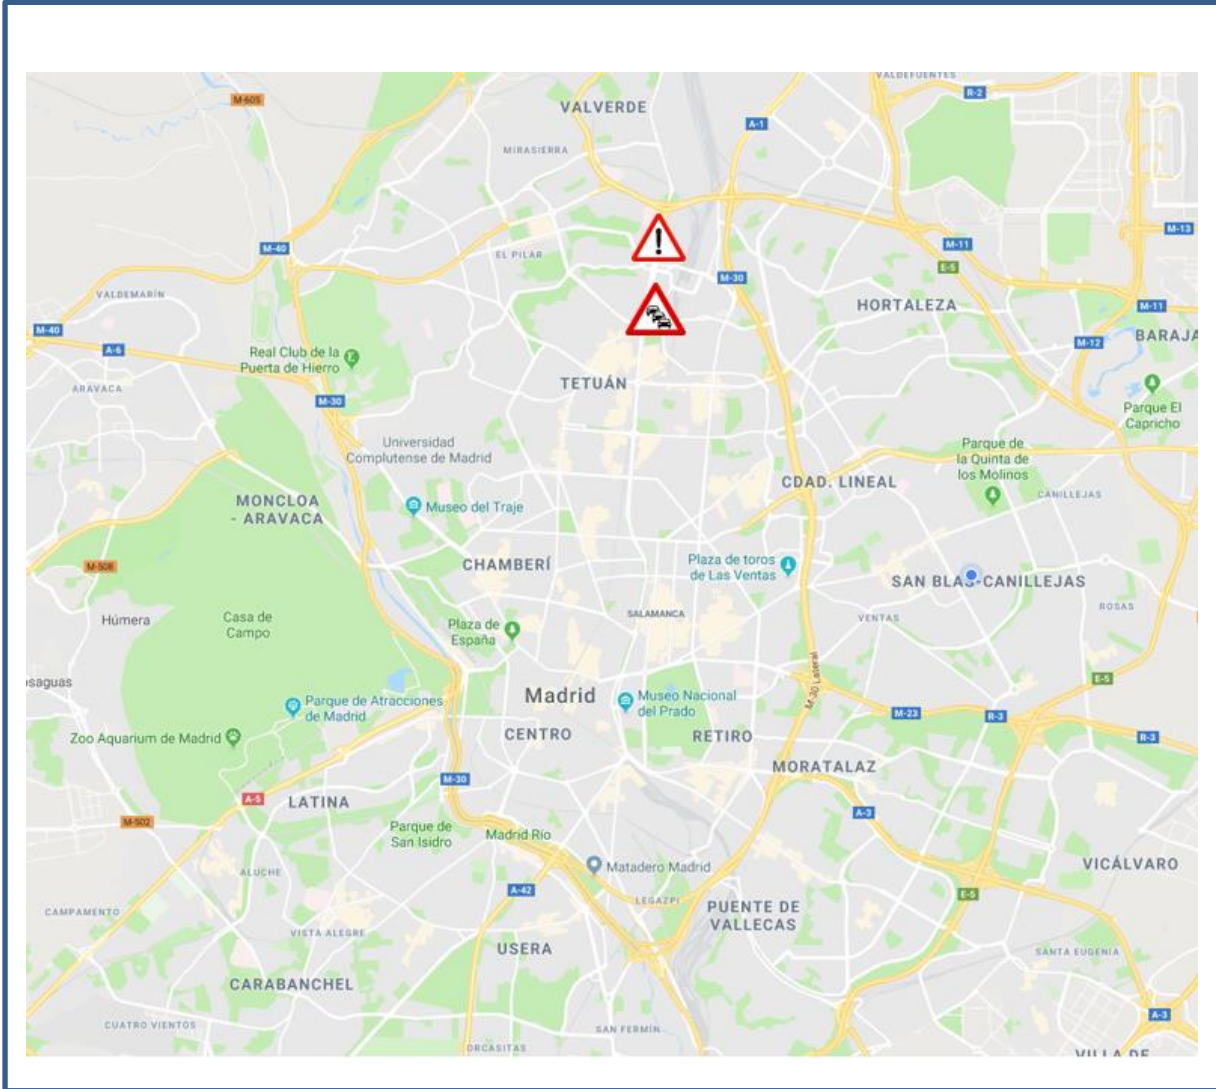 VALDEFUENTES
M-605
R-2
VALVERDE
A-1
MIRASIERRA
M-13
M-40
M-11
EL PILAR
E-5
M-30
VALDEMARÍN
HORTALEZA
M-11
M-40
BARAJA
M-12
A-6
Real Club de la
Puerta de Hierro
TETUÁN
ARAVACA
M-30
Parque El
Capricho
Universidad
Complutense de Madrid
Parque de
la Quinta de
los Molinos
CDAD. LINEAL
CANILLEJAS
MONCLOA
- ARAVACA
Museo del Traje
CHAMBERÍ
Plaza de toros
de Las Ventas
M-508
SAN BLAS-CANILLEJAS
ROSAS
Húmera
Casa de
Campo
SALAMANCA
VENTAS
Plaza de
España
osaguas
M-30 Lateral
E-5
Madrid
Museo Nacional
del Prado
Parque de Atracciones
de Madrid
M-23
R-3
Zoo Aquarium de Madrid
CENTRO
RETIRO
R-3
MORATALAZ
M-30
A-5
LATINA
M-502
A-3
Parque de
San Isidro
Madrid Río
Matadero Madrid
VICÁLVARO
ALUCHE
A-42
E-5
LEGAZPI
CAMPAMENTO
PUENTE DE
VALLECAS
VISTA ALEGRE
USERA
SANTA EUGENIA
CARABANCHEL
A-3
CUATRO VIENTOS
SAN FERMÍN
ORCASITAS
VILLA DE